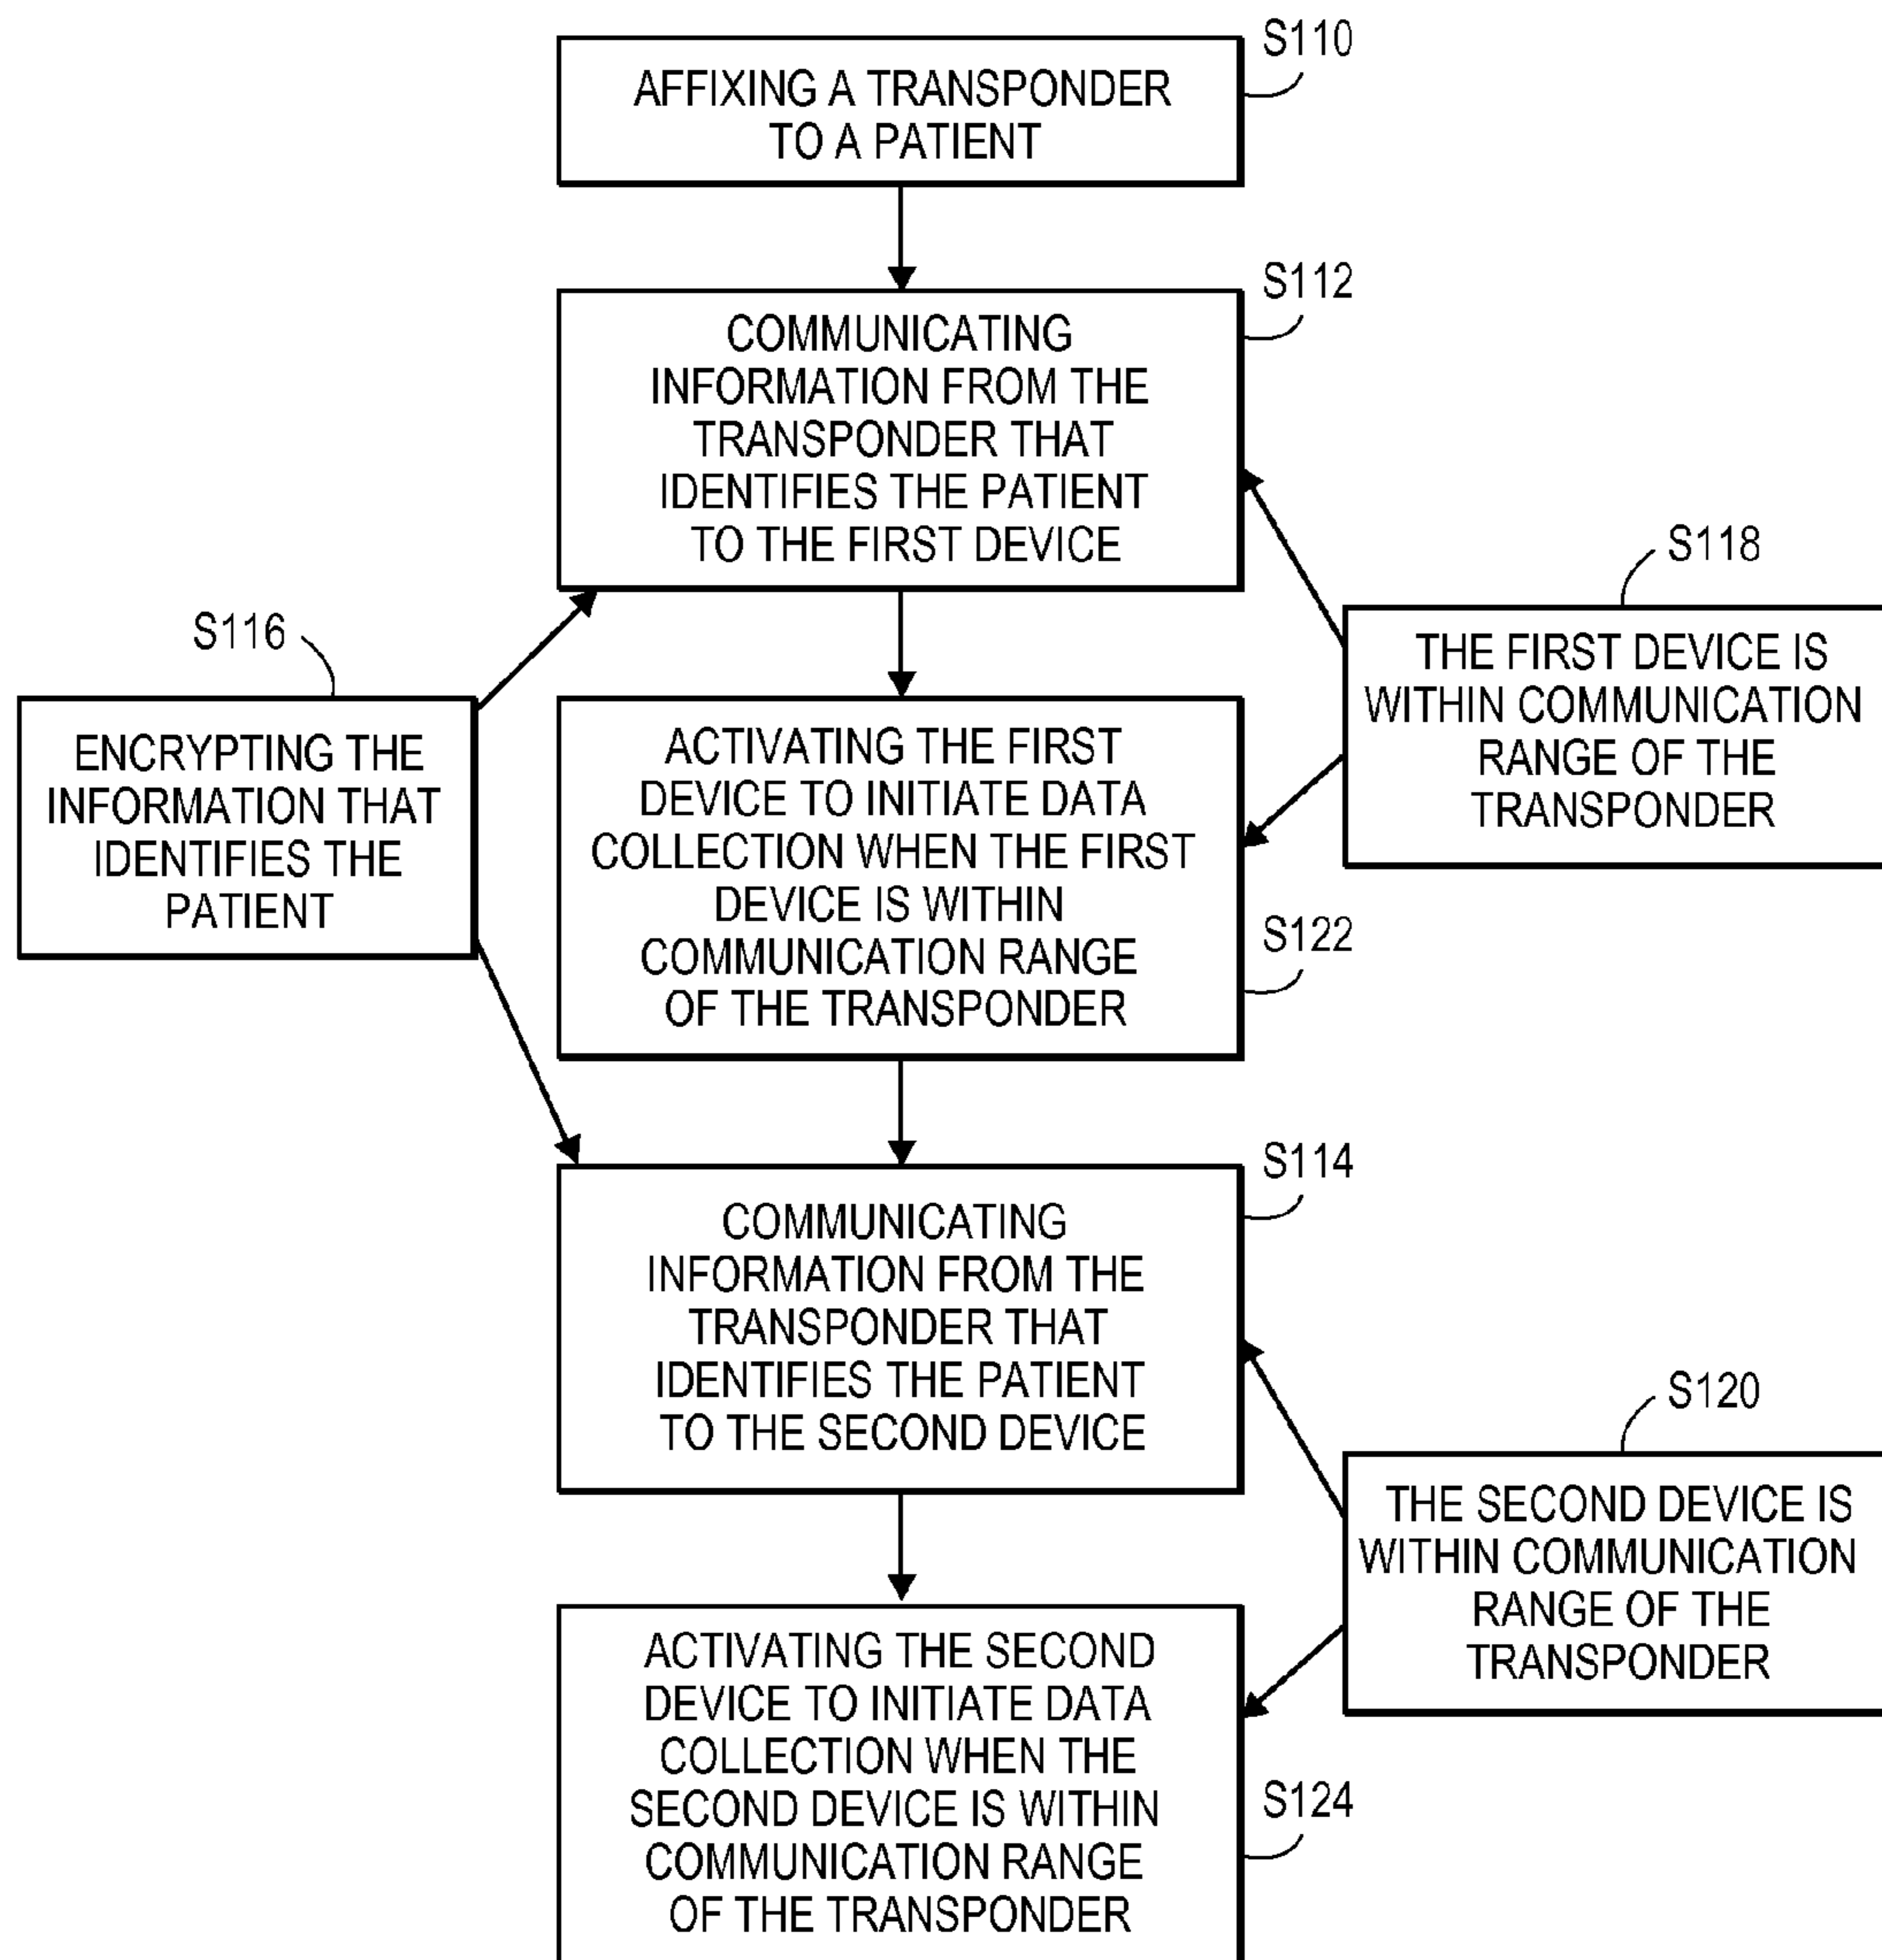 S110
AFFIXING A TRANSPONDER
TO A PATIENT
S112
COMMUNICATING
INFORMATION FROM THE
TRANSPONDER THAT
IDENTIFIES THE PATIENT
TO THE FIRST DEVICE
S118
THE FIRST DEVICE IS
WITHIN COMMUNICATION
RANGE OF THE
TRANSPONDER
S116
ENCRYPTING THE
INFORMATION THAT
IDENTIFIES THE
PATIENT
ACTIVATING THE FIRST
DEVICE TO INITIATE DATA
COLLECTION WHEN THE FIRST
DEVICE IS WITHIN
COMMUNICATION RANGE
OF THE TRANSPONDER
S122
S114
COMMUNICATING
INFORMATION FROM THE
TRANSPONDER THAT
IDENTIFIES THE PATIENT
TO THE SECOND DEVICE
S120
THE SECOND DEVICE IS
WITHIN COMMUNICATION
RANGE OF THE
TRANSPONDER
ACTIVATING THE SECOND
DEVICE TO INITIATE DATA
COLLECTION WHEN THE
SECOND DEVICE IS WITHIN
COMMUNICATION RANGE
OF THE TRANSPONDER
S124